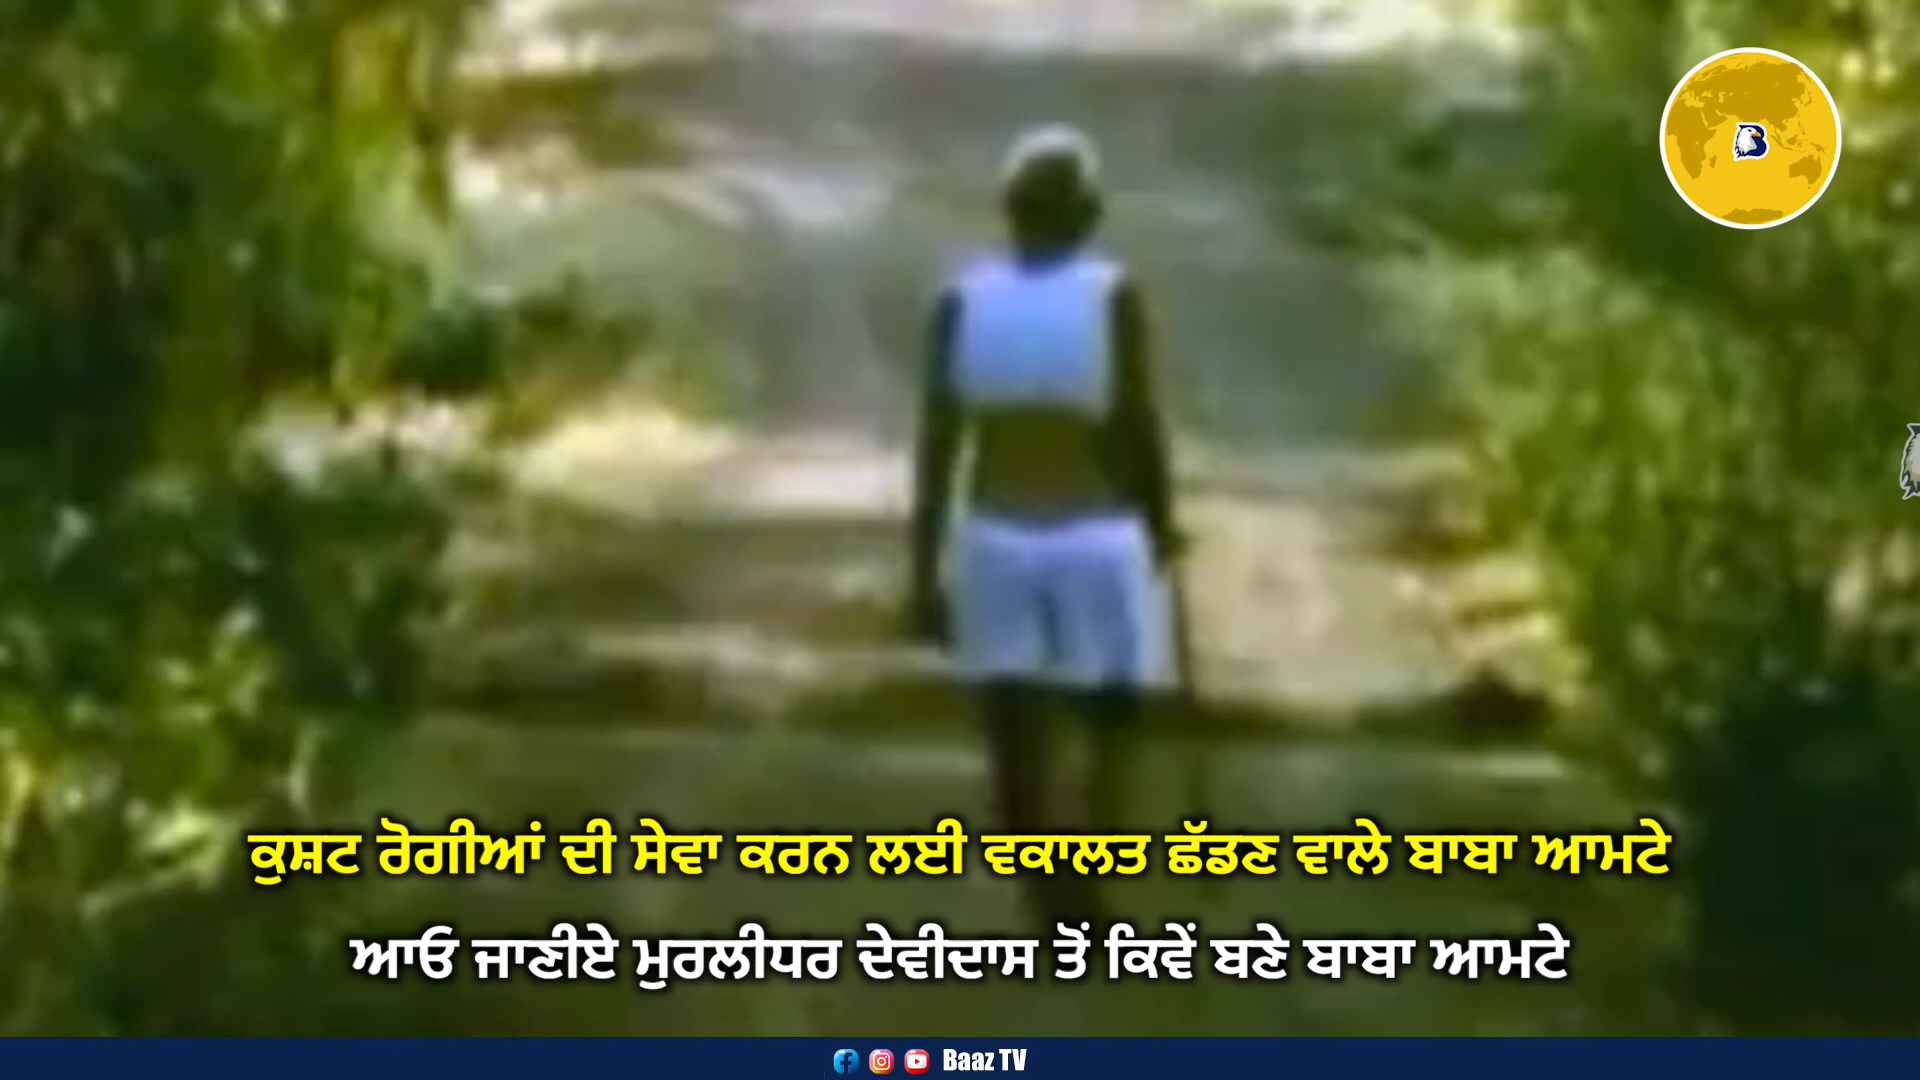 ਕੁਸ਼ਟ ਰੋਗੀਆਂ ਦੀ ਸੇਵਾ ਕਰਨ ਲਈ ਵਕਾਲਤ ਛੱਡਣ ਵਾਲੇ ਬਾਬਾ ਆਮਟੇ
ਆਓ ਜਾਣੀਏ ਮੁਰਲੀਧਰ ਦੇਵੀਦਾਸ ਤੋਂ ਕਿਵੇਂ ਬਣੇ ਬਾਬਾ ਆਮਟੇ
Baaz TV